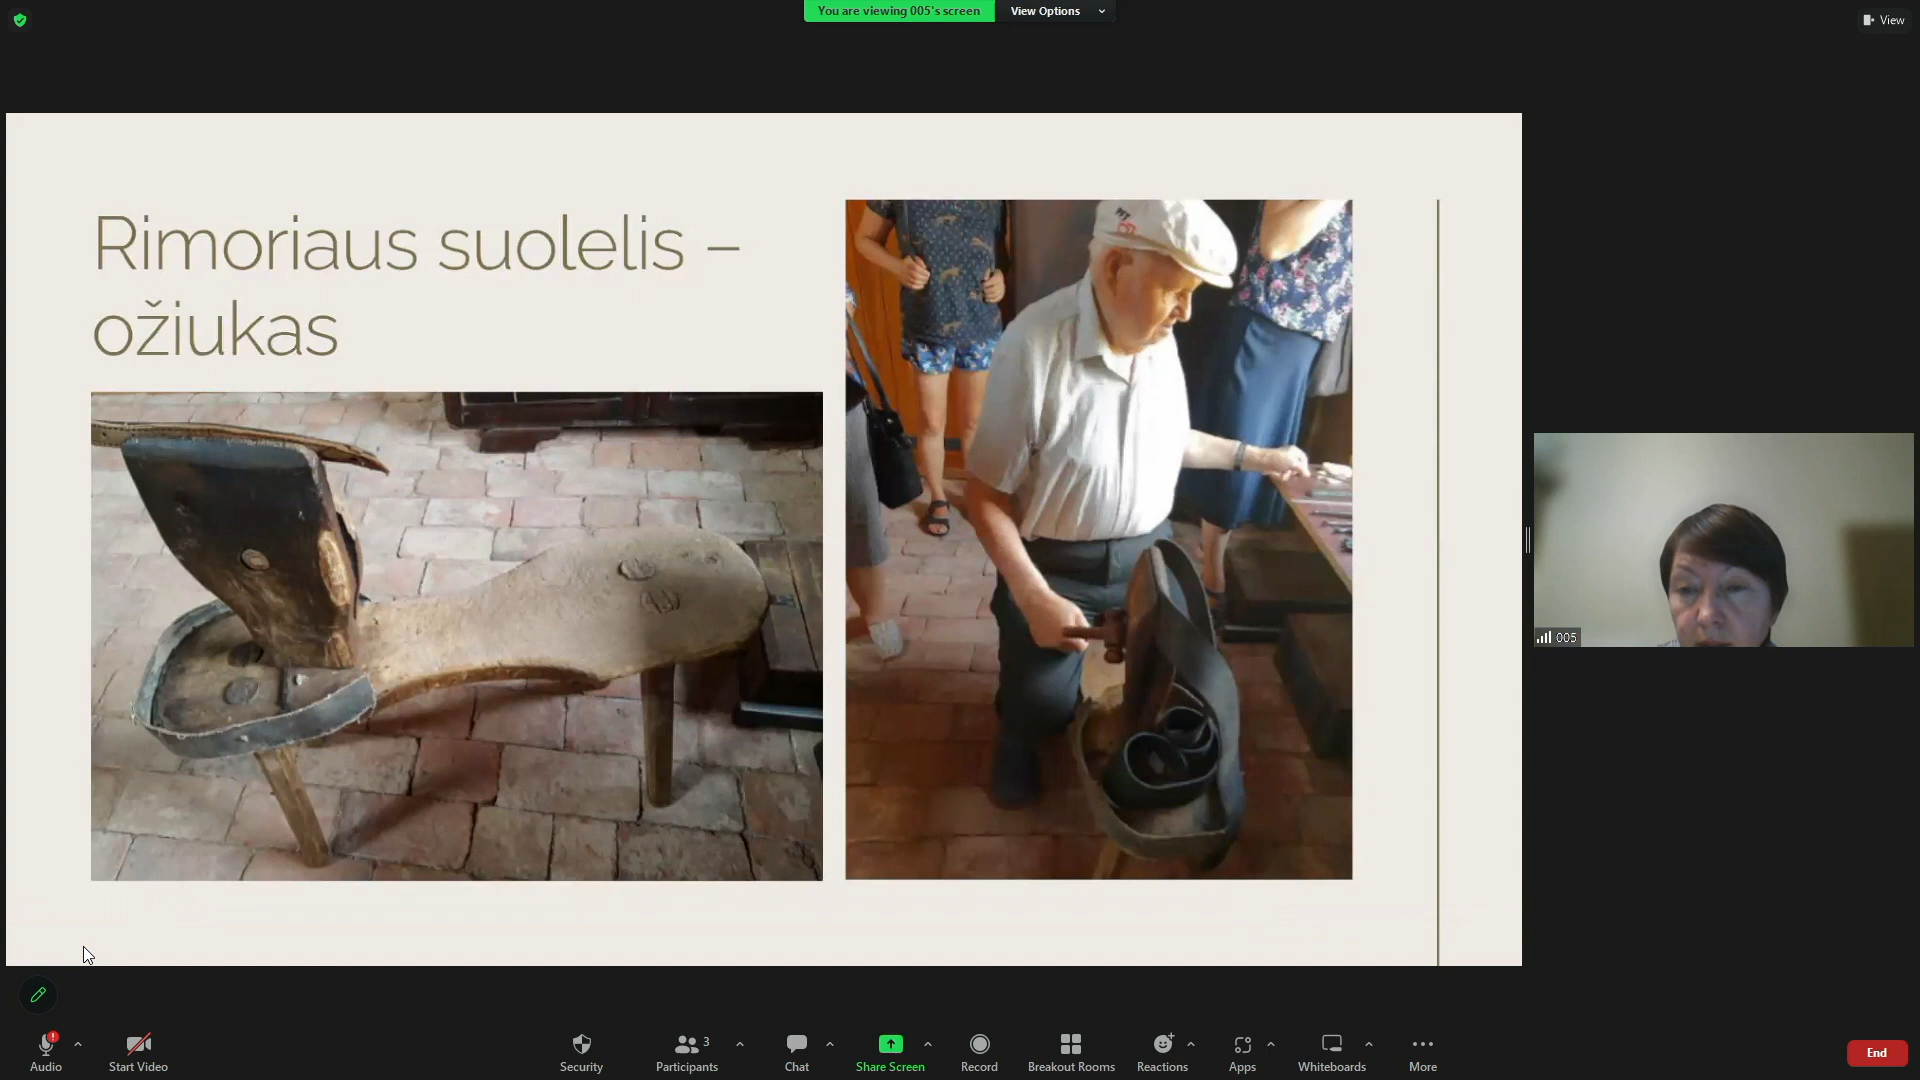 You are viewing 005's screen
View Options
View
Rimoriaus suolelis –
ožiukas
005
Audio
Start Video
Security
Participants
3
Chat
Share Screen
Record
Breakout Rooms
Reactions
Apps
Whiteboards
More
End